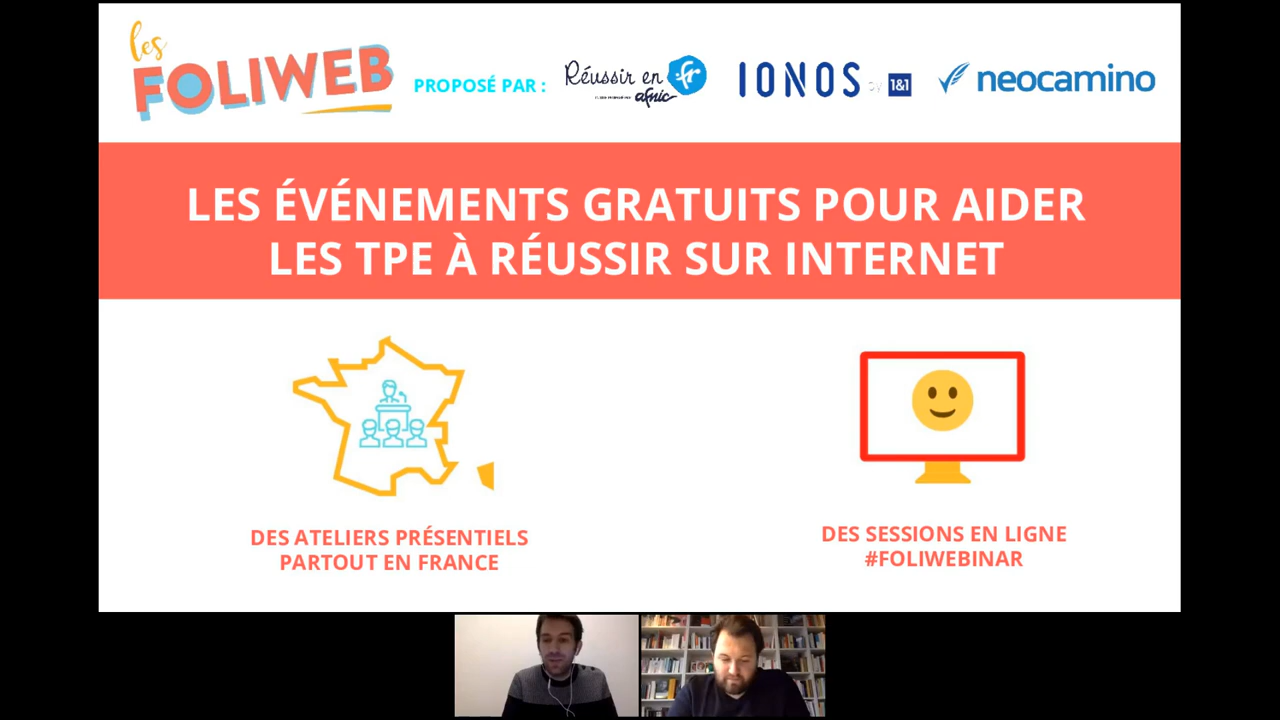 les
FOLIWEB
PROPOSÉ PAR :
Réussir en .fr
afnic
IONOS by 1&1
neocamino
LES ÉVÉNEMENTS GRATUITS POUR AIDER
LES TPE À RÉUSSIR SUR INTERNET
DES ATELIERS PRÉSENTIELS
PARTOUT EN FRANCE
DES SESSIONS EN LIGNE
#FOLIWEBINAR